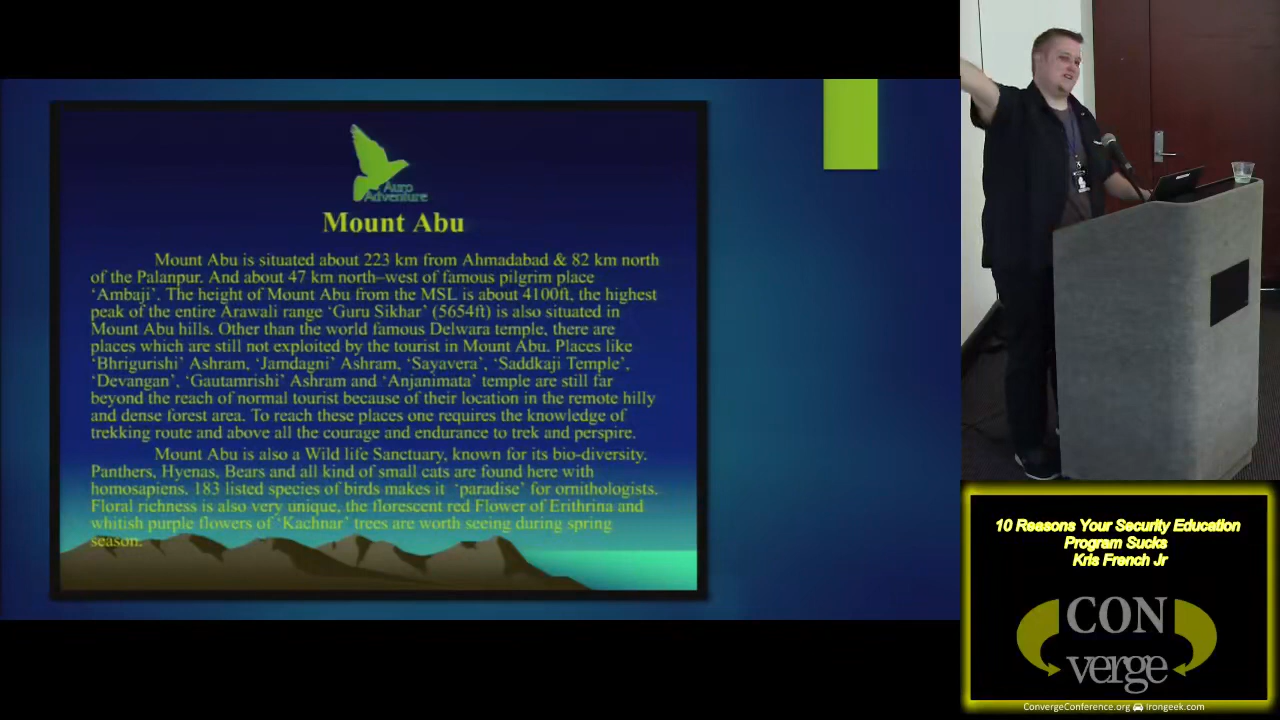 Auro
Adventure
Mount Abu
Mount Abu is situated about 223 km from Ahmadabad & 82 km north
of the Palanpur. And about 47 km north–west of famous pilgrim place
‘Ambaji’. The height of Mount Abu from the MSL is about 4100ft, the highest
peak of the entire Arawali range ‘Guru Sikhar’ (5654ft) is also situated in
Mount Abu hills. Other than the world famous Delwara temple, there are
places which are still not exploited by the tourist in Mount Abu. Places like
‘Bhrigurishi’ Ashram, ‘Jamdagni’ Ashram, ‘Sayavera’, ‘Saddkaji Temple’,
‘Devangan’, ‘Gautamrishi’ Ashram and ‘Anjanimata’ temple are still far
beyond the reach of normal tourist because of their location in the remote hilly
and dense forest area. To reach these places one requires the knowledge of
trekking route and above all the courage and endurance to trek and perspire.
Mount Abu is also a Wild life Sanctuary, known for its bio-diversity.
Panthers, Hyenas, Bears and all kind of small cats are found here with
homosapiens. 183 listed species of birds makes it ‘paradise’ for ornithologists.
Floral richness is also very unique, the florescent red Flower of Erithrina and
whitish purple flowers of ‘Kachnar’ trees are worth seeing during spring
season.
10 Reasons Your Security Education
Program Sucks
Kris French Jr
CON
verge
ConvergeConference.org Irongeek.com